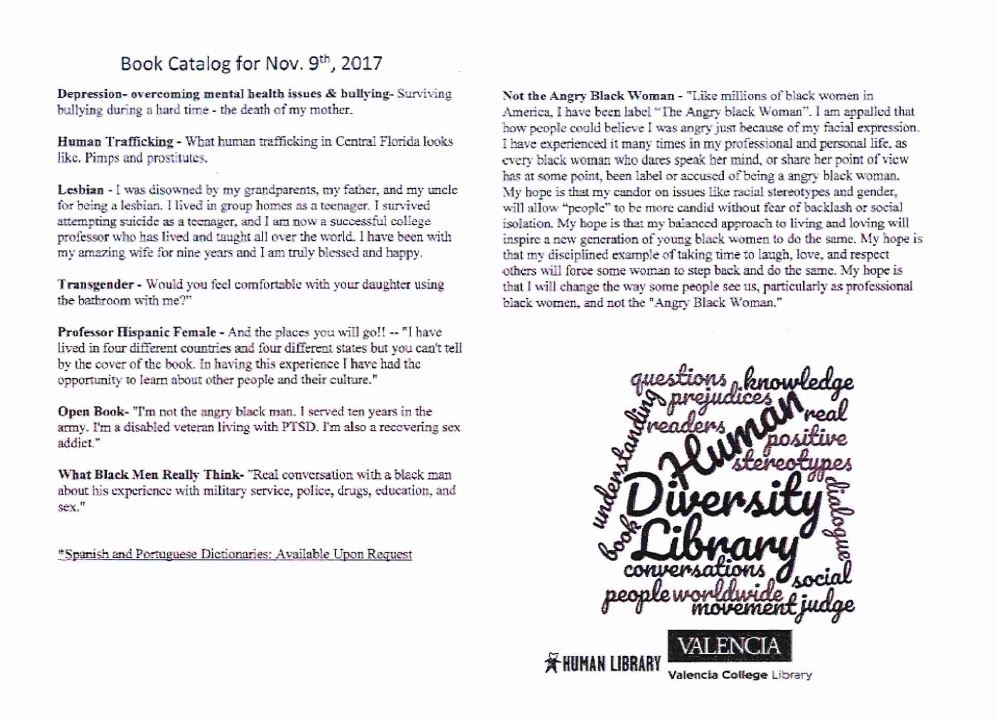 Book Catalog for Nov. 9th, 2017
Depression- overcoming mental health issues & bullying- Surviving
bullying during a hard time - the death of my mother.
Human Trafficking - What human trafficking in Central Florida looks
like. Pimps and prostitutes.
Lesbian - I was disowned by my grandparents, my father, and my uncle
for being a lesbian. I lived in group homes as a teenager. I survived
attempting suicide as a teenager, and I am now a successful college
professor who has lived and taught all over the world. I have been with
my amazing wife for nine years and I am truly blessed and happy.
Transgender - Would you feel comfortable with your daughter using
the bathroom with me?"
Professor Hispanic Female - And the places you will go!! -- "I have
lived in four different countries and four different states but you can't tell
by the cover of the book. In having this experience I have had the
opportunity to learn about other people and their culture."
Open Book- "I'm not the angry black man. I served ten years in the
army. I'm a disabled veteran living with PTSD. I'm also a recovering sex
addict."
What Black Men Really Think- "Real conversation with a black man
about his experience with military service, police, drugs, education, and
sex."
*Spanish and Portuguese Dictionaries: Available Upon Request
Not the Angry Black Woman - "Like millions of black women in
America, I have been label "The Angry black Woman". I am appalled that
how people could believe I was angry just because of my facial expression.
I have experienced it many times in my professional and personal life, as
every black woman who dares speak her mind, or share her point of view
has at some point, been label or accused of being a angry black woman.
My hope is that my candor on issues like racial stereotypes and gender,
will allow "people" to be more candid without fear of backlash or social
isolation. My hope is that my balanced approach to living and loving will
inspire a new generation of young black women to do the same. My hope is
that my disciplined example of taking time to laugh, love, and respect
others will force some woman to step back and do the same. My hope is
that I will change the way some people see us, particularly as professional
black women, and not the "Angry Black Woman."
questions
knowledge
prejudices
readers
Human
real
positive
stereotypes
understanding
Diversity
dialogue
book
Library
conversations
social
people
worldwide
movement
judge
HUMAN LIBRARY
VALENCIA
Valencia College Library